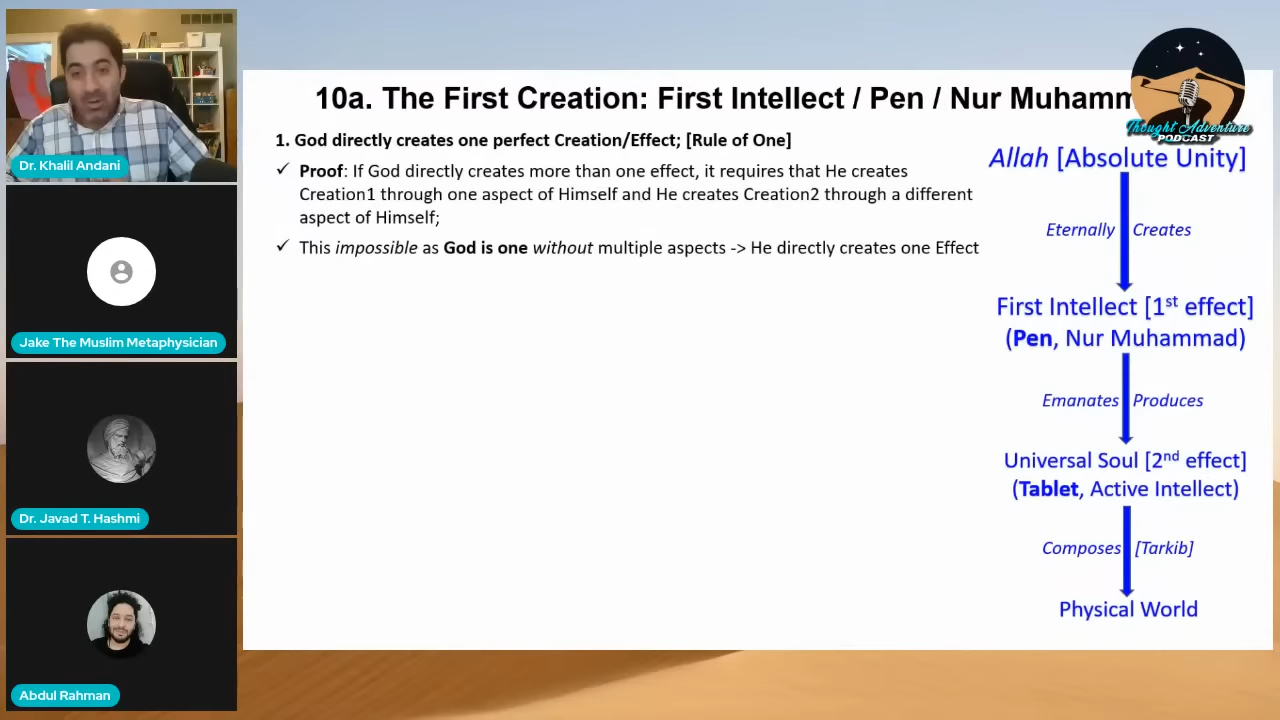 Dr. Khalil Andani
Jake The Muslim Metaphysician
Dr. Javad T. Hashmi
Abdul Rahman
10a. The First Creation: First Intellect / Pen / Nur Muhamm
Thought Adventure
PODCAST
1. God directly creates one perfect Creation/Effect; [Rule of One]
✓ Proof: If God directly creates more than one effect, it requires that He creates
Creation1 through one aspect of Himself and He creates Creation2 through a different
aspect of Himself;
✓ This impossible as God is one without multiple aspects -> He directly creates one Effect
Allah [Absolute Unity]
Eternally Creates
First Intellect [1st effect]
(Pen, Nur Muhammad)
Emanates Produces
Universal Soul [2nd effect]
(Tablet, Active Intellect)
Composes [Tarkib]
Physical World